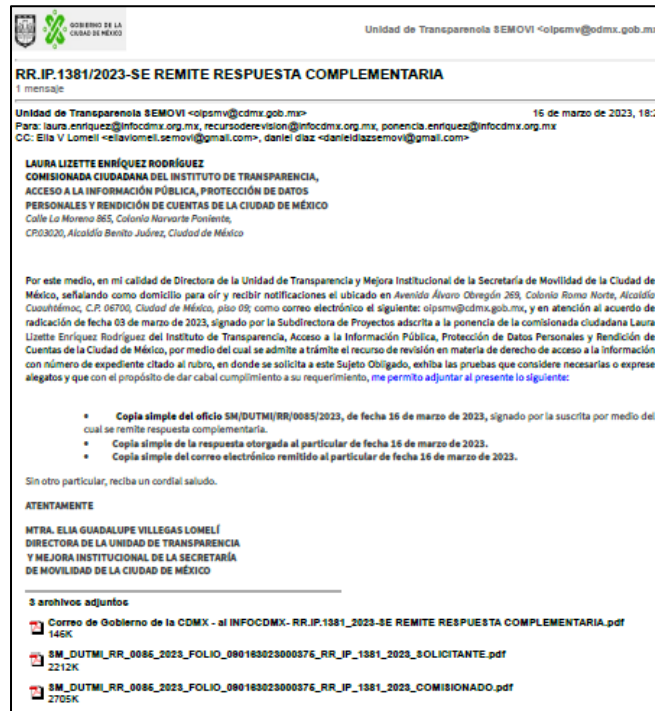 GOBIERNO DE LA
CIUDAD DE MÉXICO
Unidad de Transparencia SEMOVI <oipsmv@cdmx.gob.mx
RR.IP.1381/2023-SE REMITE RESPUESTA COMPLEMENTARIA
1 mensaje
Unidad de Transparencia SEMOVI <oipsmv@cdmx.gob.mx>
16 de marzo de 2023, 18:2
Para: laura.enriquez@infocdmx.org.mx, recursoderevision@infocdmx.org.mx, ponencia.enriquez@infocdmx.org.mx
CC: Elia V Lomeli <eliavlomeli.semovi@gmail.com>, daniel diaz <danieldiazsemovi@gmail.com>
LAURA LIZETTE ENRÍQUEZ RODRÍGUEZ
COMISIONADA CIUDADANA DEL INSTITUTO DE TRANSPARENCIA,
ACCESO A LA INFORMACIÓN PÚBLICA, PROTECCIÓN DE DATOS
PERSONALES Y RENDICIÓN DE CUENTAS DE LA CIUDAD DE MÉXICO
Calle La Morena 865, Colonia Narvarte Poniente,
CP.03020, Alcaldía Benito Juárez, Ciudad de México
Por este medio, en mi calidad de Directora de la Unidad de Transparencia y Mejora Institucional de la Secretaría de Movilidad de la Ciudad de
México, señalando como domicilio para oír y recibir notificaciones el ubicado en Avenida Álvaro Obregón 269, Colonia Roma Norte, Alcaldía
Cuauhtémoc, C.P. 06700, Ciudad de México, piso 09; como correo electrónico el siguiente: oipsmv@cdmx.gob.mx, y en atención al acuerdo de
radicación de fecha 03 de marzo de 2023, signado por la Subdirectora de Proyectos adscrita a la ponencia de la comisionada ciudadana Laura
Lizette Enríquez Rodríguez del Instituto de Transparencia, Acceso a la Información Pública, Protección de Datos Personales y Rendición de
Cuentas de la Ciudad de México, por medio del cual se admite a trámite el recurso de revisión en materia de derecho de acceso a la información
con número de expediente citado al rubro, en donde se solicita a este Sujeto Obligado, exhiba las pruebas que considere necesarias o exprese
alegatos y que con el propósito de dar cabal cumplimiento a su requerimiento, me permito adjuntar al presente lo siguiente:
▪ Copia simple del oficio SM/DUTMI/RR/0085/2023, de fecha 16 de marzo de 2023, signado por la suscrita por medio del
cual se remite respuesta complementaria.
▪ Copia simple de la respuesta otorgada al particular de fecha 16 de marzo de 2023.
▪ Copia simple del correo electrónico remitido al particular de fecha 16 de marzo de 2023.
Sin otro particular, reciba un cordial saludo.
ATENTAMENTE
MTRA. ELIA GUADALUPE VILLEGAS LOMELÍ
DIRECTORA DE LA UNIDAD DE TRANSPARENCIA
Y MEJORA INSTITUCIONAL DE LA SECRETARÍA
DE MOVILIDAD DE LA CIUDAD DE MÉXICO
3 archivos adjuntos
Correo de Gobierno de la CDMX - al INFOCDMX- RR.IP.1381_2023-SE REMITE RESPUESTA COMPLEMENTARIA.pdf
146K
SM_DUTMI_RR_0085_2023_FOLIO_090163023000375_RR_IP_1381_2023_SOLICITANTE.pdf
2212K
SM_DUTMI_RR_0085_2023_FOLIO_090163023000375_RR_IP_1381_2023_COMISIONADO.pdf
2705K